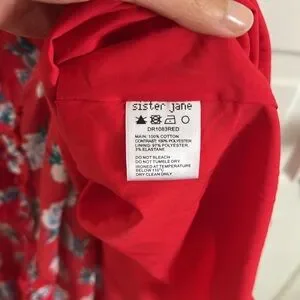 sister jane
DR1083RED
MAIN: 100% COTTON
CONTRAST: 100% POLYESTER
LINING: 97% POLYESTER,
3% ELASTANE
DO NOT BLEACH
DO NOT TUMBLE DRY
IRONED AT TEMPERATURE
BELOW 110°C
DRY CLEAN ONLY